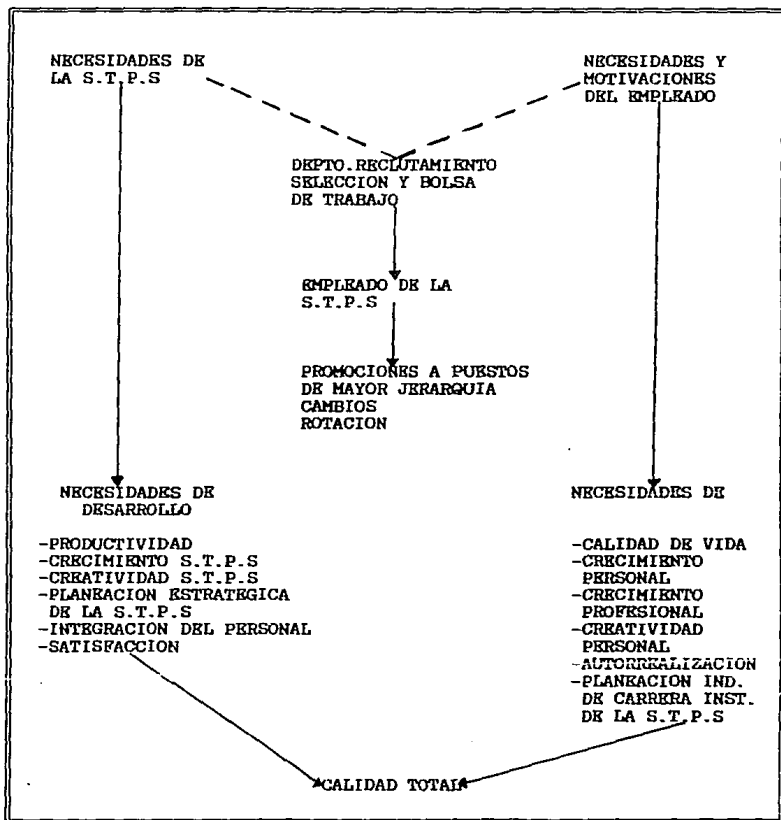 NECESIDADES DE
LA S.T.P.S
NECESIDADES Y
MOTIVACIONES
DEL EMPLEADO
DEPTO.RECLUTAMIENTO
SELECCION Y BOLSA
DE TRABAJO
EMPLEADO DE LA
S.T.P.S
PROMOCIONES A PUESTOS
DE MAYOR JERARQUIA
CAMBIOS
ROTACION
NECESIDADES DE
DESARROLLO
-PRODUCTIVIDAD
-CRECIMIENTO S.T.P.S
-CREATIVIDAD S.T.P.S
-PLANEACION ESTRATEGICA
DE LA S.T.P.S
-INTEGRACION DEL PERSONAL
-SATISFACCION
NECESIDADES DE
-CALIDAD DE VIDA
-CRECIMIENTO
PERSONAL
-CRECIMIENTO
PROFESIONAL
-CREATIVIDAD
PERSONAL
-AUTORREALIZACION
-PLANEACION IND.
DE CARRERA INST.
DE LA S.T.P.S
CALIDAD TOTAL